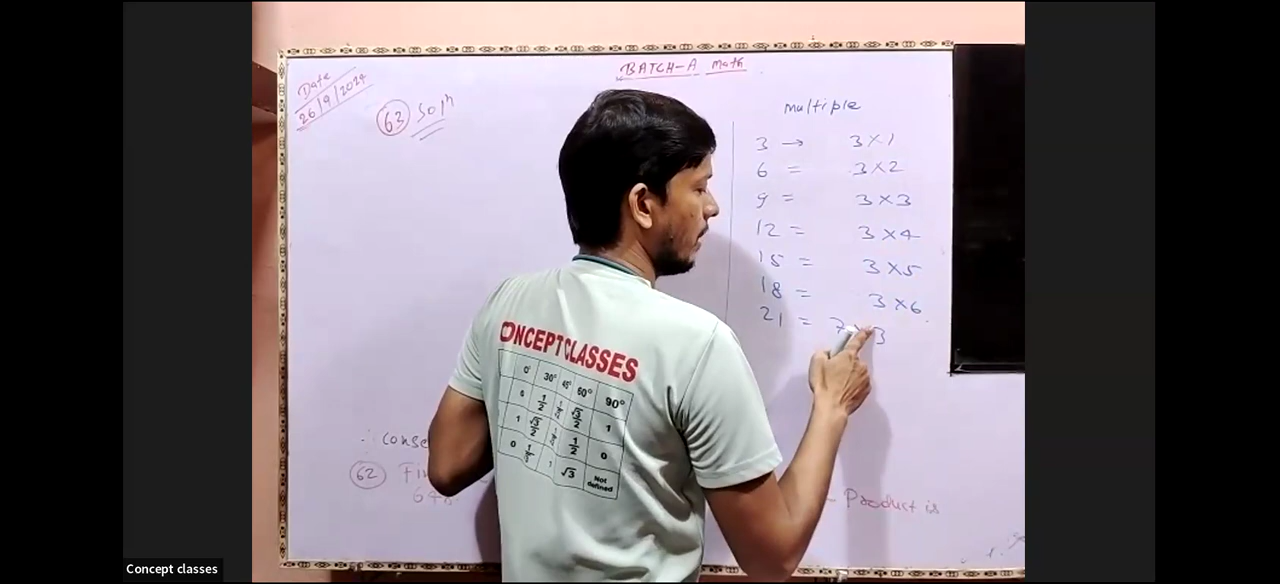 BATCH-A Math
Date
26/9/2024
63 Soln
multiple
3 → 3×1
6 = 3×2
9 = 3×3
12 = 3×4
15 = 3×5
18 = 3×6
21 = 7×3
CONCEPT CLASSES
0° 30° 45° 60° 90°
0 1/2 √3/2 1
1 √3/2 1/2 0
0 1 √3 Not defined
∴ conse
62 Fi
64
Product is
Concept classes